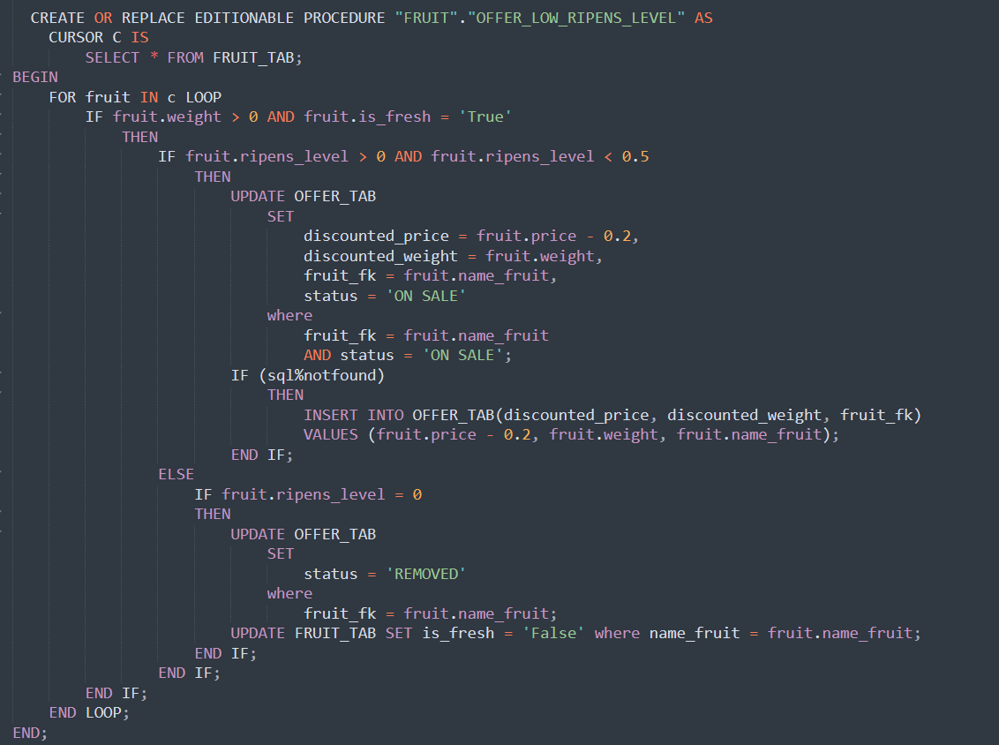 CREATE OR REPLACE EDITIONABLE PROCEDURE "FRUIT"."OFFER_LOW_RIPENS_LEVEL" AS
CURSOR C IS
SELECT * FROM FRUIT_TAB;
BEGIN
FOR fruit IN c LOOP
IF fruit.weight > 0 AND fruit.is_fresh = 'True'
THEN
IF fruit.ripens_level > 0 AND fruit.ripens_level < 0.5
THEN
UPDATE OFFER_TAB
SET
discounted_price = fruit.price - 0.2,
discounted_weight = fruit.weight,
fruit_fk = fruit.name_fruit,
status = 'ON SALE'
where
fruit_fk = fruit.name_fruit
AND status = 'ON SALE';
IF (sql%notfound)
THEN
INSERT INTO OFFER_TAB(discounted_price, discounted_weight, fruit_fk)
VALUES (fruit.price - 0.2, fruit.weight, fruit.name_fruit);
END IF;
ELSE
IF fruit.ripens_level = 0
THEN
UPDATE OFFER_TAB
SET
status = 'REMOVED'
where
fruit_fk = fruit.name_fruit;
UPDATE FRUIT_TAB SET is_fresh = 'False' where name_fruit = fruit.name_fruit;
END IF;
END IF;
END IF;
END LOOP;
END;